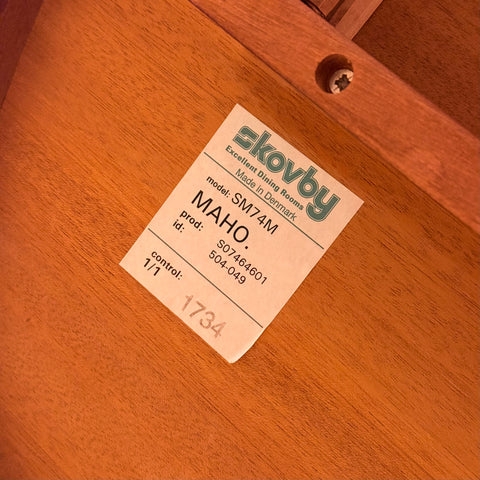 skovby
Excellent Dining Rooms
Made in Denmark
model: SM74M
MAHO.
prod: S07464601
id: 504-049
control:
1/1
1734